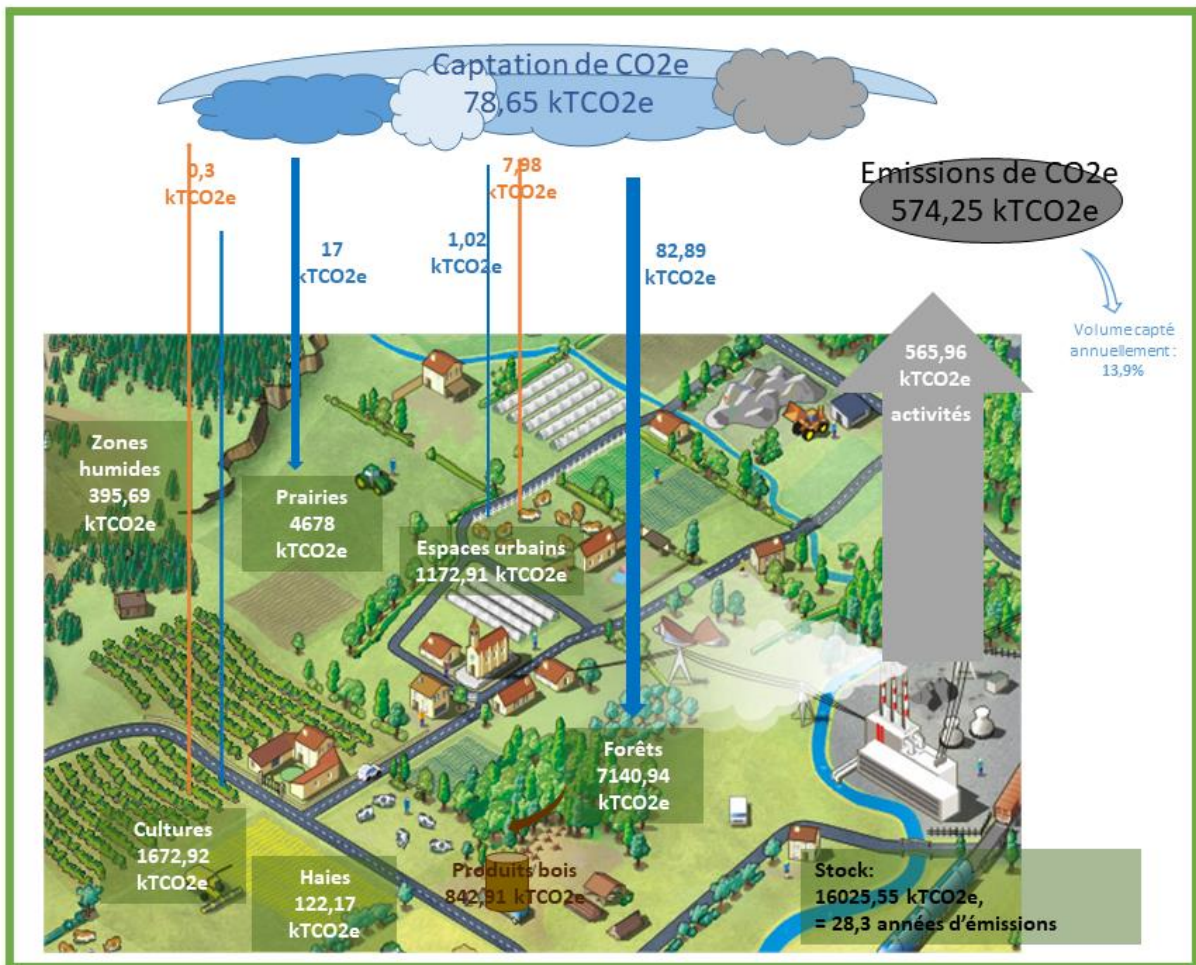 Captation de CO2e
78,65 kTCO2e
Emissions de CO2e
574,25 kTCO2e
0,3
kTCO2e
7,98
kTCO2e
17
kTCO2e
1,02
kTCO2e
82,89
kTCO2e
Volume capté
annuellement :
13,9%
565,96
kTCO2e
activités
Zones
humides
395,69
kTCO2e
Prairies
4678
kTCO2e
Espaces urbains
1172,91 kTCO2e
Forêts
7140,94
kTCO2e
Cultures
1672,92
kTCO2e
Haies
122,17
kTCO2e
Produits bois
842,91 kTCO2e
Stock:
16025,55 kTCO2e,
= 28,3 années d’émissions